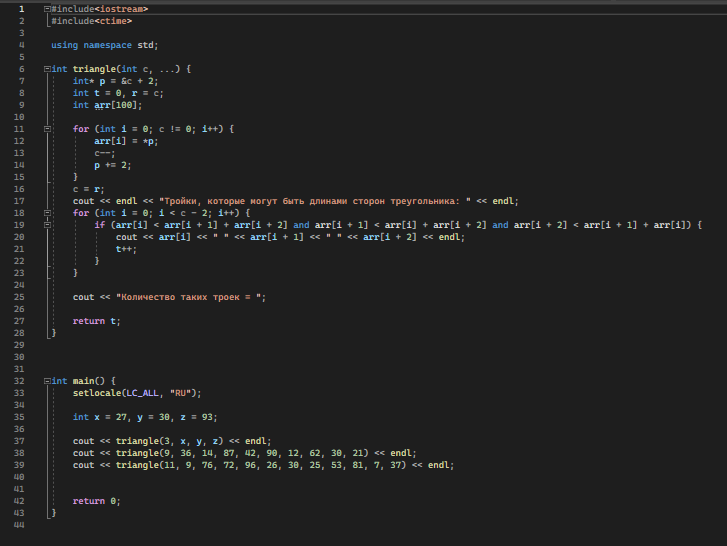 1 #include<iostream>
2 #include<ctime>
3
4 using namespace std;
5
6 int triangle(int c, ...) {
7 int* p = &c + 2;
8 int t = 0, r = c;
9 int arr[100];
10
11 for (int i = 0; c != 0; i++) {
12 arr[i] = *p;
13 c--;
14 p += 2;
15 }
16 c = r;
17 cout << endl << "Тройки, которые могут быть длинами сторон треугольника: " << endl;
18 for (int i = 0; i < c - 2; i++) {
19 if (arr[i] < arr[i + 1] + arr[i + 2] and arr[i + 1] < arr[i] + arr[i + 2] and arr[i + 2] < arr[i + 1] + arr[i]) {
20 cout << arr[i] << " " << arr[i + 1] << " " << arr[i + 2] << endl;
21 t++;
22 }
23 }
24
25 cout << "Количество таких троек = ";
26
27 return t;
28 }
29
30
31
32 int main() {
33 setlocale(LC_ALL, "RU");
34
35 int x = 27, y = 30, z = 93;
36
37 cout << triangle(3, x, y, z) << endl;
38 cout << triangle(9, 36, 14, 87, 42, 90, 12, 62, 30, 21) << endl;
39 cout << triangle(11, 9, 76, 72, 96, 26, 30, 25, 53, 81, 7, 37) << endl;
40
41
42 return 0;
43 }
44